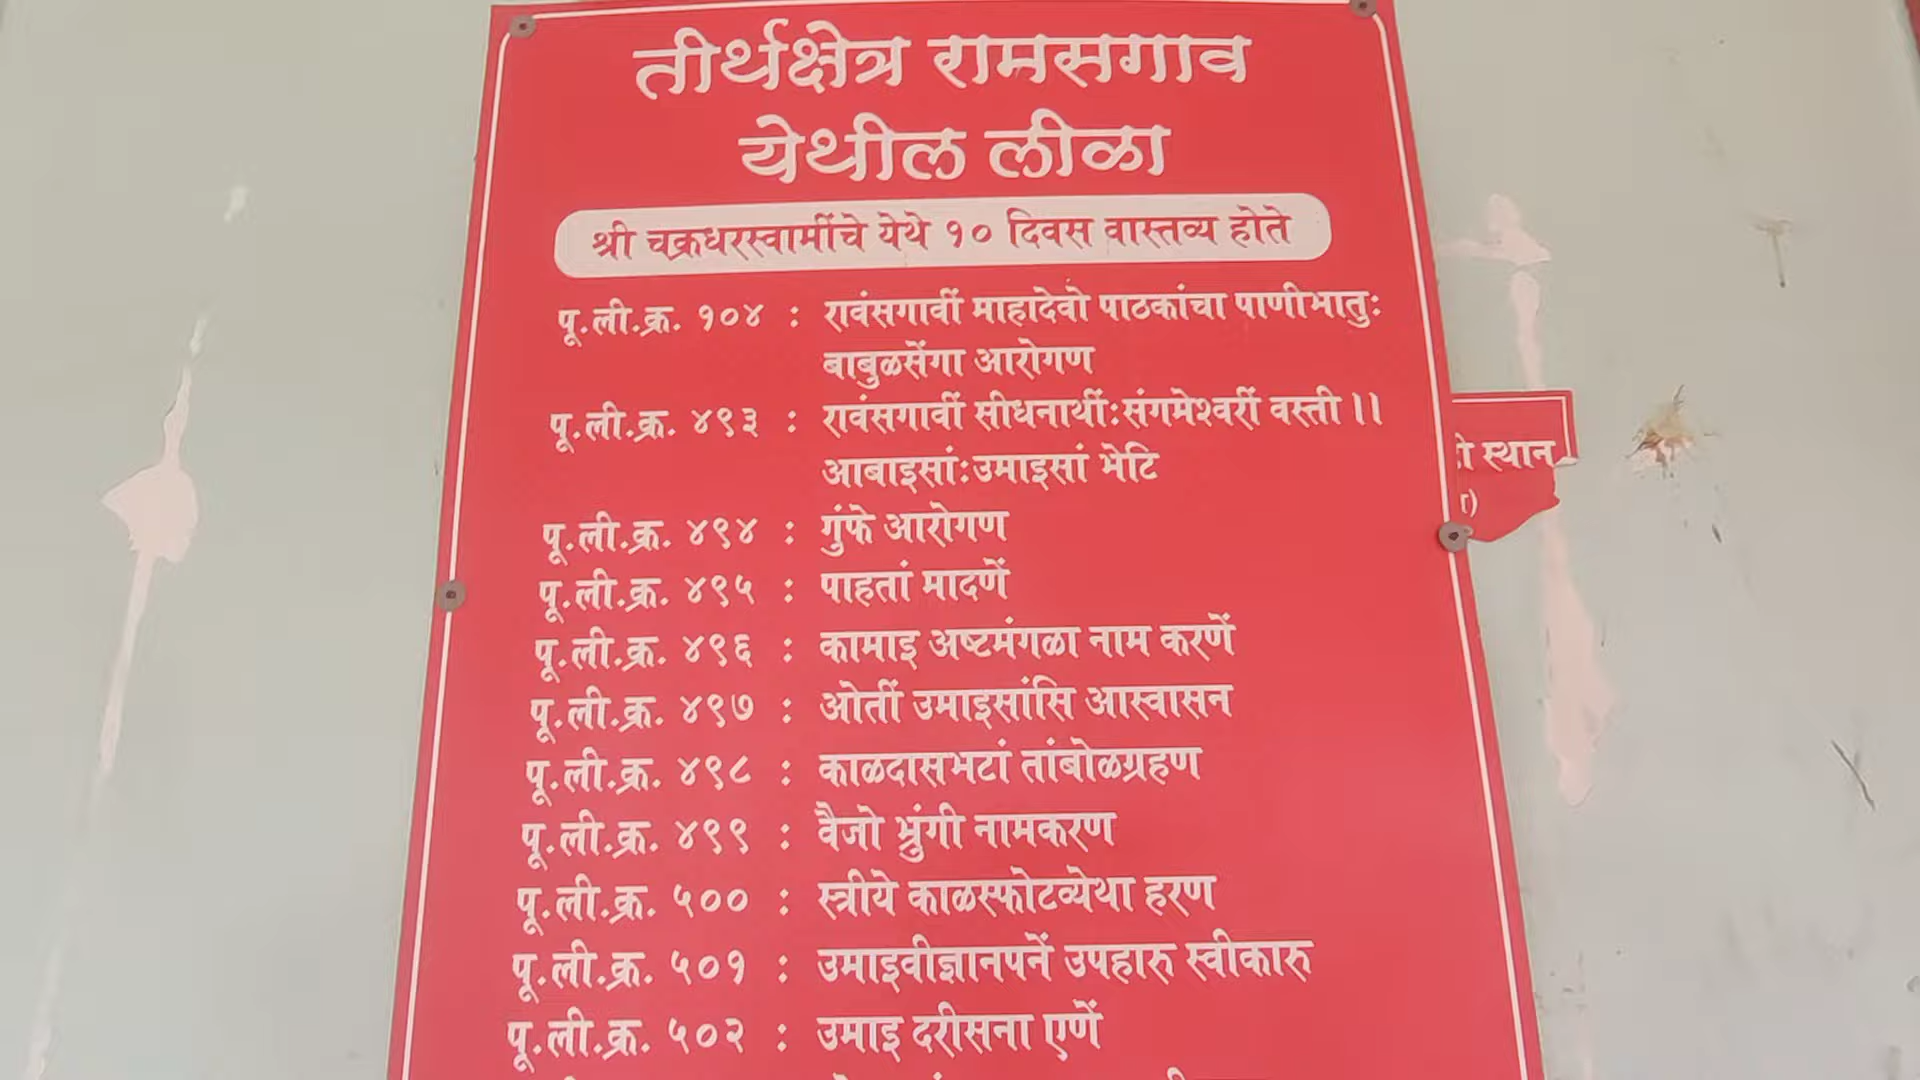 तीर्थक्षेत्र रामसगाव
येथील लीळा
श्री चक्रधरस्वामींचे येथे १० दिवस वास्तव्य होते
पू.ली.क्र. १०४ : रावंसगावीं माहादेवो पाठकांचा पाणीभातुः
बाबुळसेंगा आरोगण
पू.ली.क्र. ४९३ : रावंसगावीं सीधनाथीं:संगमेश्वरीं वस्ती।।
आबाइसां:उमाइसां भेटि
पू.ली.क्र. ४९४ : गुंफे आरोगण
पू.ली.क्र. ४९५ : पाहतां मादणें
पू.ली.क्र. ४९६ : कामाइ अष्टमंगळा नाम करणें
पू.ली.क्र. ४९७ : ओतीं उमाइसांसि आस्वासन
पू.ली.क्र. ४९८ : काळदासभटां तांबोळग्रहण
पू.ली.क्र. ४९९ : वैजो भ्रुंगी नामकरण
पू.ली.क्र. ५०० : स्त्रीये काळस्फोटव्येथा हरण
पू.ली.क्र. ५०१ : उमाइवीज्ञानपनें उपहारु स्वीकारु
पू.ली.क्र. ५०२ : उमाइ दरीसना एणें
स्थान